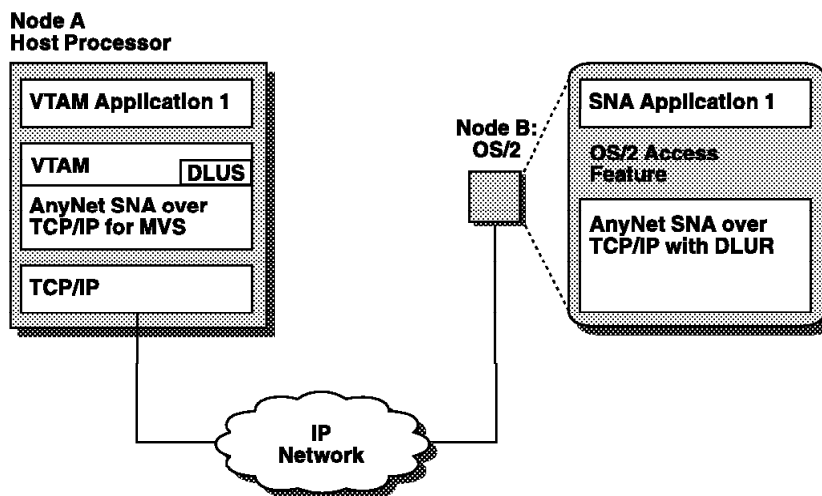 Node A
Host Processor
VTAM Application 1
VTAM
DLUS
AnyNet SNA over
TCP/IP for MVS
TCP/IP
Node B:
OS/2
SNA Application 1
OS/2 Access
Feature
AnyNet SNA over
TCP/IP with DLUR
IP
Network